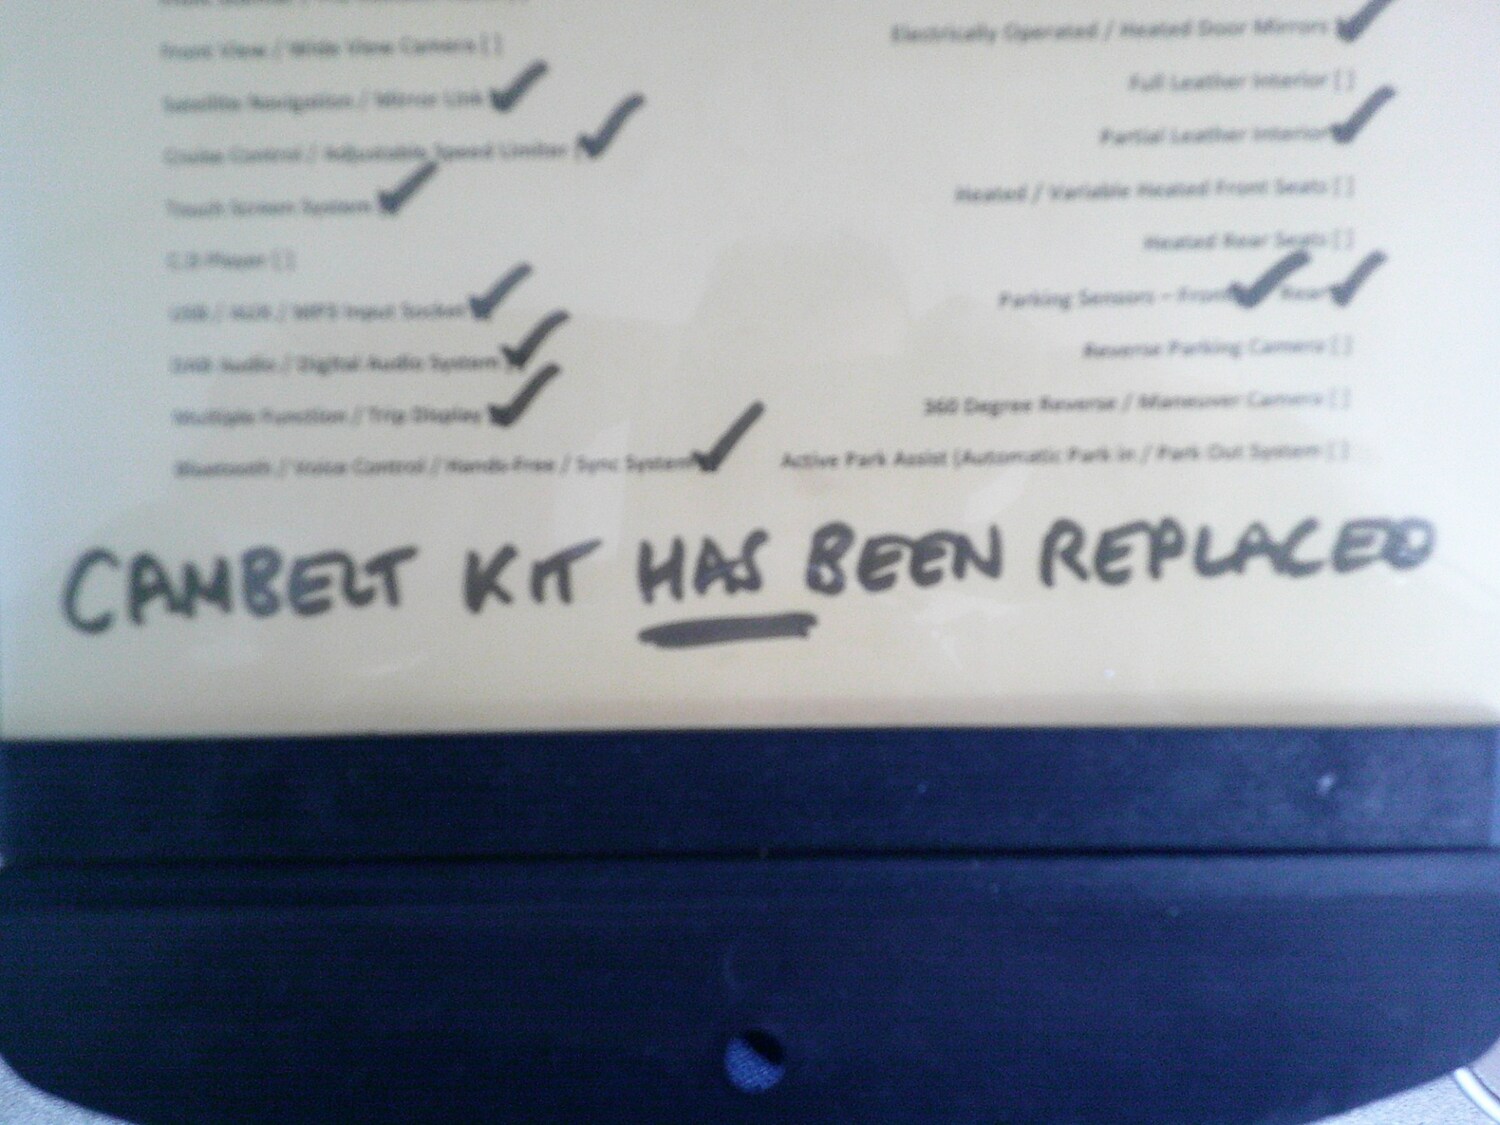 Front View / Wide View Camera [ ]
Satellite Navigation / Mirror Link ✓
Cruise Control / Adjustable Speed Limiter [✓
Touch Screen System ✓
C.D Player [ ]
USB / AUX / MP3 Input Socket ✓
DAB Audio / Digital Audio System ✓
Multiple Function / Trip Display ✓
Bluetooth / Voice Control / Hands-Free / Sync System ✓
Electrically Operated / Heated Door Mirrors ✓
Full Leather Interior [ ]
Partial Leather Interior ✓
Heated / Variable Heated Front Seats [ ]
Heated Rear Seats [ ]
Parking Sensors – Front ✓ Rear ✓
Reverse Parking Camera [ ]
360 Degree Reverse / Maneuver Camera [ ]
Active Park Assist (Automatic Park in / Park Out System [ ]
CAMBELT KIT HAS BEEN REPLACED